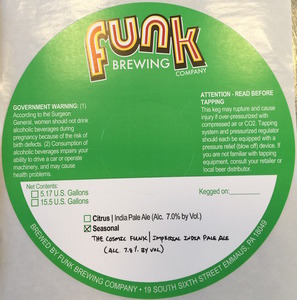 FUNK
BREWING
COMPANY
GOVERNMENT WARNING: (1)
According to the Surgeon
General, women should not drink
alcoholic beverages during
pregnancy because of the risk of
birth defects. (2) Consumption of
alcoholic beverages impairs your
ability to drive a car or operate
machinery, and may cause
health problems.
ATTENTION - READ BEFORE
TAPPING
This keg may rupture and cause
injury if over-pressurized with
compressed air or CO2. Tapping
system and pressurized regulator
should each be equipped with a
pressure relief (blow off) device. If
you are not familiar with tapping
equipment, consult your retailer or
local beer distributor.
Net Contents:
5.17 U.S. Gallons
15.5 U.S. Gallons
Kegged on:
Citrus | India Pale Ale (Alc. 7.0% by Vol.)
Seasonal
THE COSMIC FUNK | IMPERIAL INDIA PALE ALE
(ALC. 7.8% BY VOL.)
BREWED BY FUNK BREWING COMPANY • 19 SOUTH SIXTH STREET EMMAUS, PA 18049